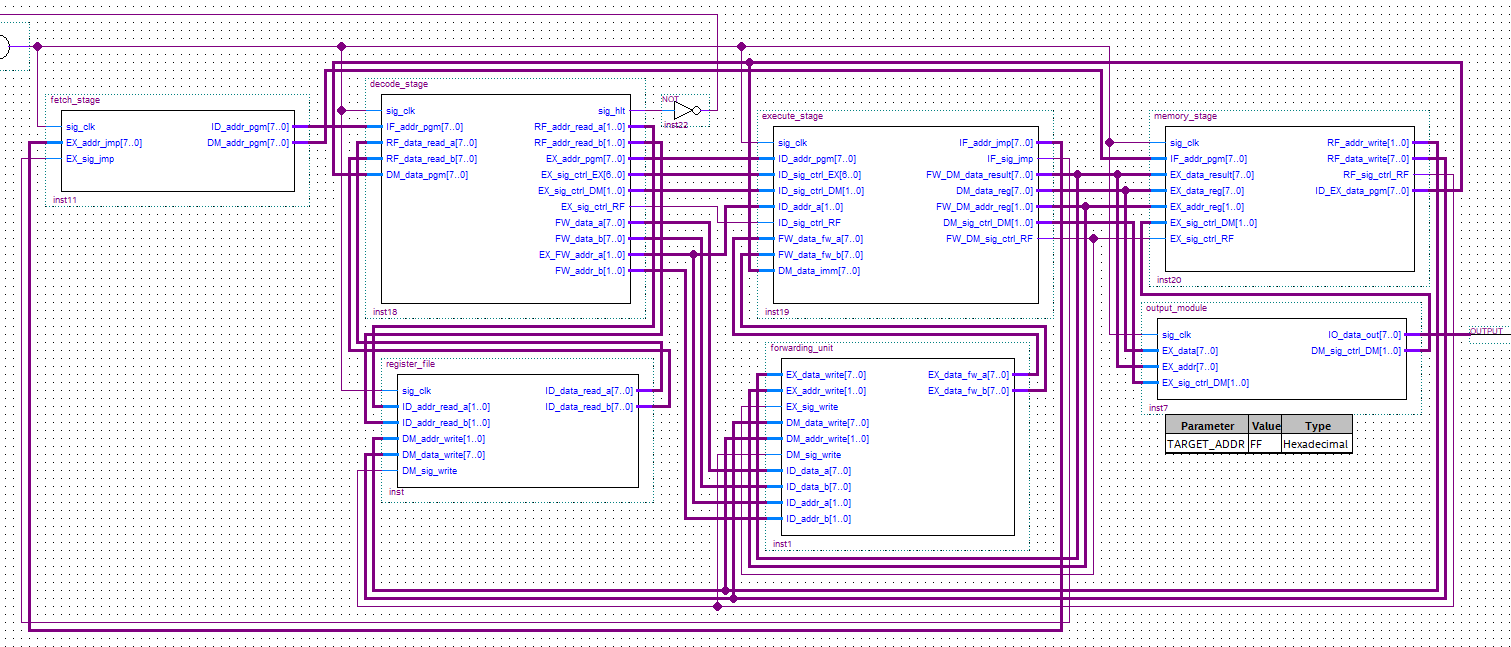 fetch_stage
sig_clk
EX_addr_jmp[7..0]
EX_sig_jmp
ID_addr_pgm[7..0]
DM_addr_pgm[7..0]
inst11
decode_stage
sig_clk
IF_addr_pgm[7..0]
RF_data_read_a[7..0]
RF_data_read_b[7..0]
DM_data_pgm[7..0]
sig_hlt
RF_addr_read_a[1..0]
RF_addr_read_b[1..0]
EX_addr_pgm[7..0]
EX_sig_ctrl_EX[6..0]
EX_sig_ctrl_DM[1..0]
EX_sig_ctrl_RF
FW_data_a[7..0]
FW_data_b[7..0]
EX_FW_addr_a[1..0]
FW_addr_b[1..0]
inst18
NOT
inst22
execute_stage
sig_clk
ID_addr_pgm[7..0]
ID_sig_ctrl_EX[6..0]
ID_sig_ctrl_DM[1..0]
ID_addr_a[1..0]
ID_sig_ctrl_RF
FW_data_fw_a[7..0]
FW_data_fw_b[7..0]
DM_data_imm[7..0]
IF_addr_jmp[7..0]
IF_sig_jmp
FW_DM_data_result[7..0]
DM_data_reg[7..0]
FW_DM_addr_reg[1..0]
DM_sig_ctrl_DM[1..0]
FW_DM_sig_ctrl_RF
inst19
memory_stage
sig_clk
IF_addr_pgm[7..0]
EX_data_result[7..0]
EX_data_reg[7..0]
EX_addr_reg[1..0]
EX_sig_ctrl_DM[1..0]
EX_sig_ctrl_RF
RF_addr_write[1..0]
RF_data_write[7..0]
RF_sig_ctrl_RF
ID_EX_data_pgm[7..0]
inst20
output_module
sig_clk
EX_data[7..0]
EX_addr[7..0]
EX_sig_ctrl_DM[1..0]
IO_data_out[7..0]
DM_sig_ctrl_DM[1..0]
inst7
OUTPUT
Parameter Value Type
TARGET_ADDR FF Hexadecimal
register_file
sig_clk
ID_addr_read_a[1..0]
ID_addr_read_b[1..0]
DM_addr_write[1..0]
DM_data_write[7..0]
DM_sig_write
ID_data_read_a[7..0]
ID_data_read_b[7..0]
inst
forwarding_unit
EX_data_write[7..0]
EX_addr_write[1..0]
EX_sig_write
DM_data_write[7..0]
DM_addr_write[1..0]
DM_sig_write
ID_data_a[7..0]
ID_data_b[7..0]
ID_addr_a[1..0]
ID_addr_b[1..0]
EX_data_fw_a[7..0]
EX_data_fw_b[7..0]
inst1